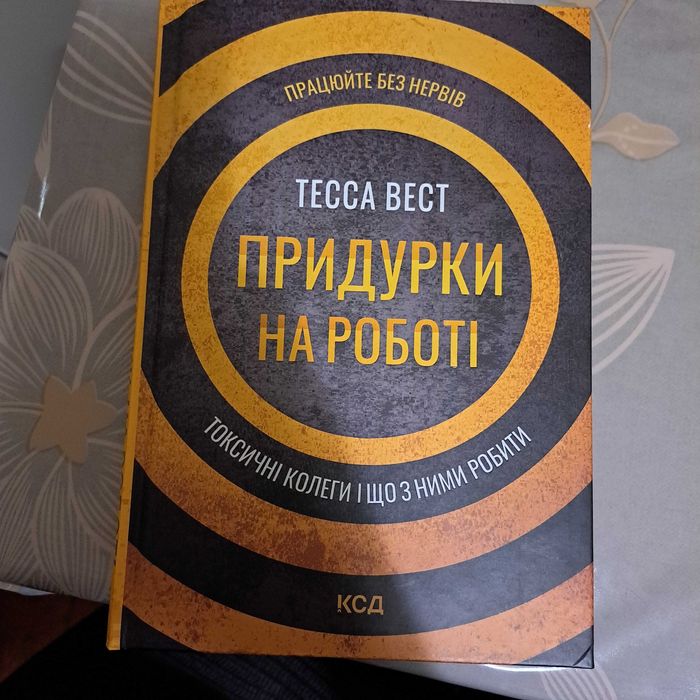 ПРАЦЮЙТЕ БЕЗ НЕРВІВ
ТЕССА ВЕСТ
ПРИДУРКИ
НА РОБОТІ
ТОКСИЧНІ КОЛЕГИ І ЩО З НИМИ РОБИТИ
КСД